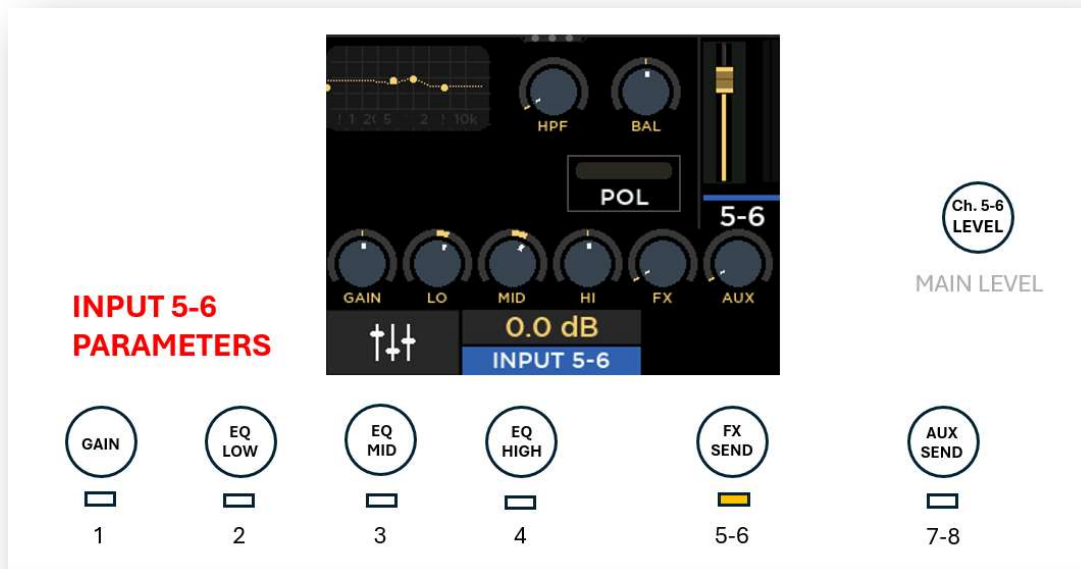 HPF BAL
POL
5-6
Ch. 5-6
LEVEL
MAIN LEVEL
GAIN LO MID HI FX AUX
INPUT 5-6
PARAMETERS
0.0 dB
INPUT 5-6
GAIN
EQ
LOW
EQ
MID
EQ
HIGH
FX
SEND
AUX
SEND
1 2 3 4 5-6 7-8